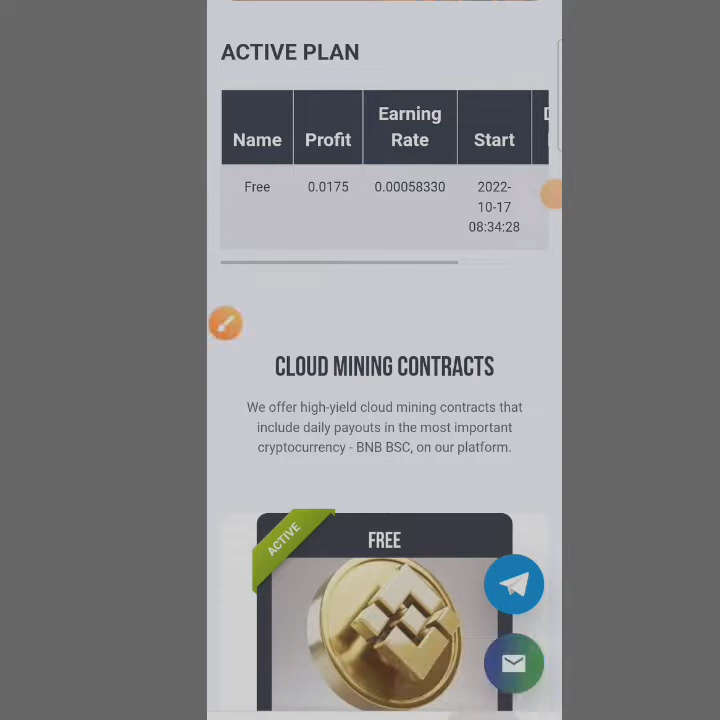 ACTIVE PLAN
Name Profit Earning Rate Start
Free 0.0175 0.00058330 2022-
10-17
08:34:28
CLOUD MINING CONTRACTS
We offer high-yield cloud mining contracts that
include daily payouts in the most important
cryptocurrency - BNB BSC, on our platform.
ACTIVE
FREE